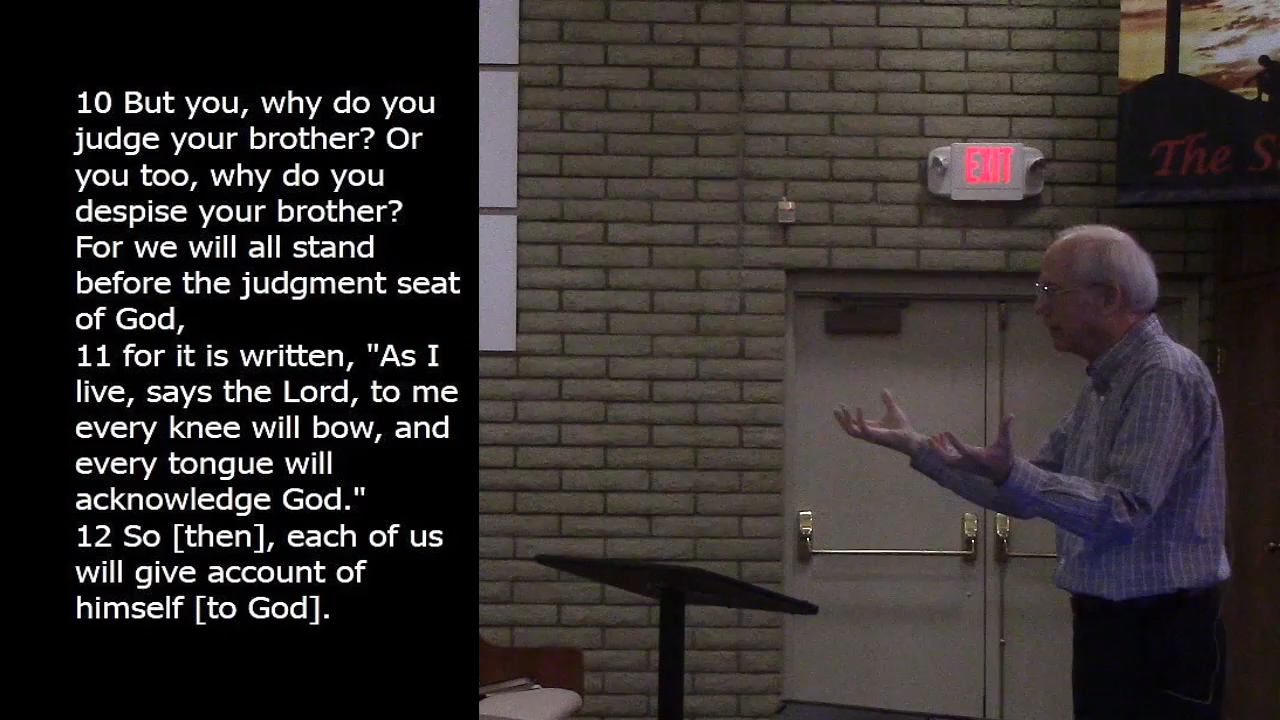 10 But you, why do you
judge your brother? Or
you too, why do you
despise your brother?
For we will all stand
before the judgment seat
of God,
11 for it is written, "As I
live, says the Lord, to me
every knee will bow, and
every tongue will
acknowledge God."
12 So [then], each of us
will give account of
himself [to God].
EXIT
The